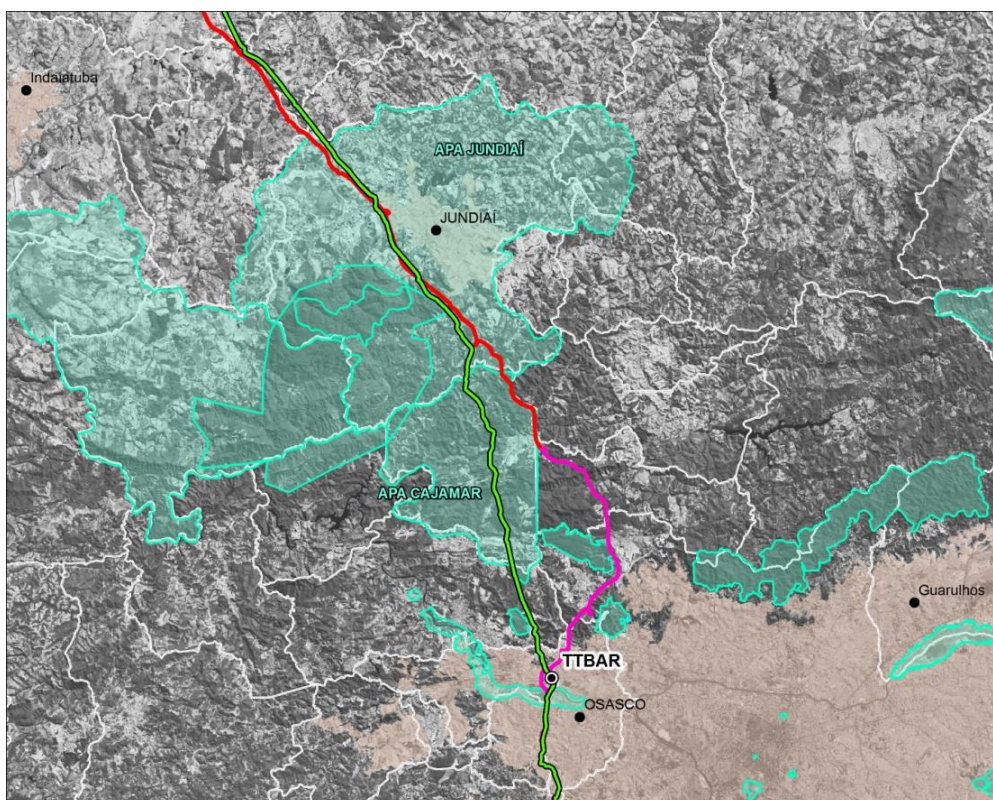 Indaiatuba
APA JUNDIAÍ
JUNDIAÍ
APA CAJAMAR
Guarulhos
TTBAR
OSASCO